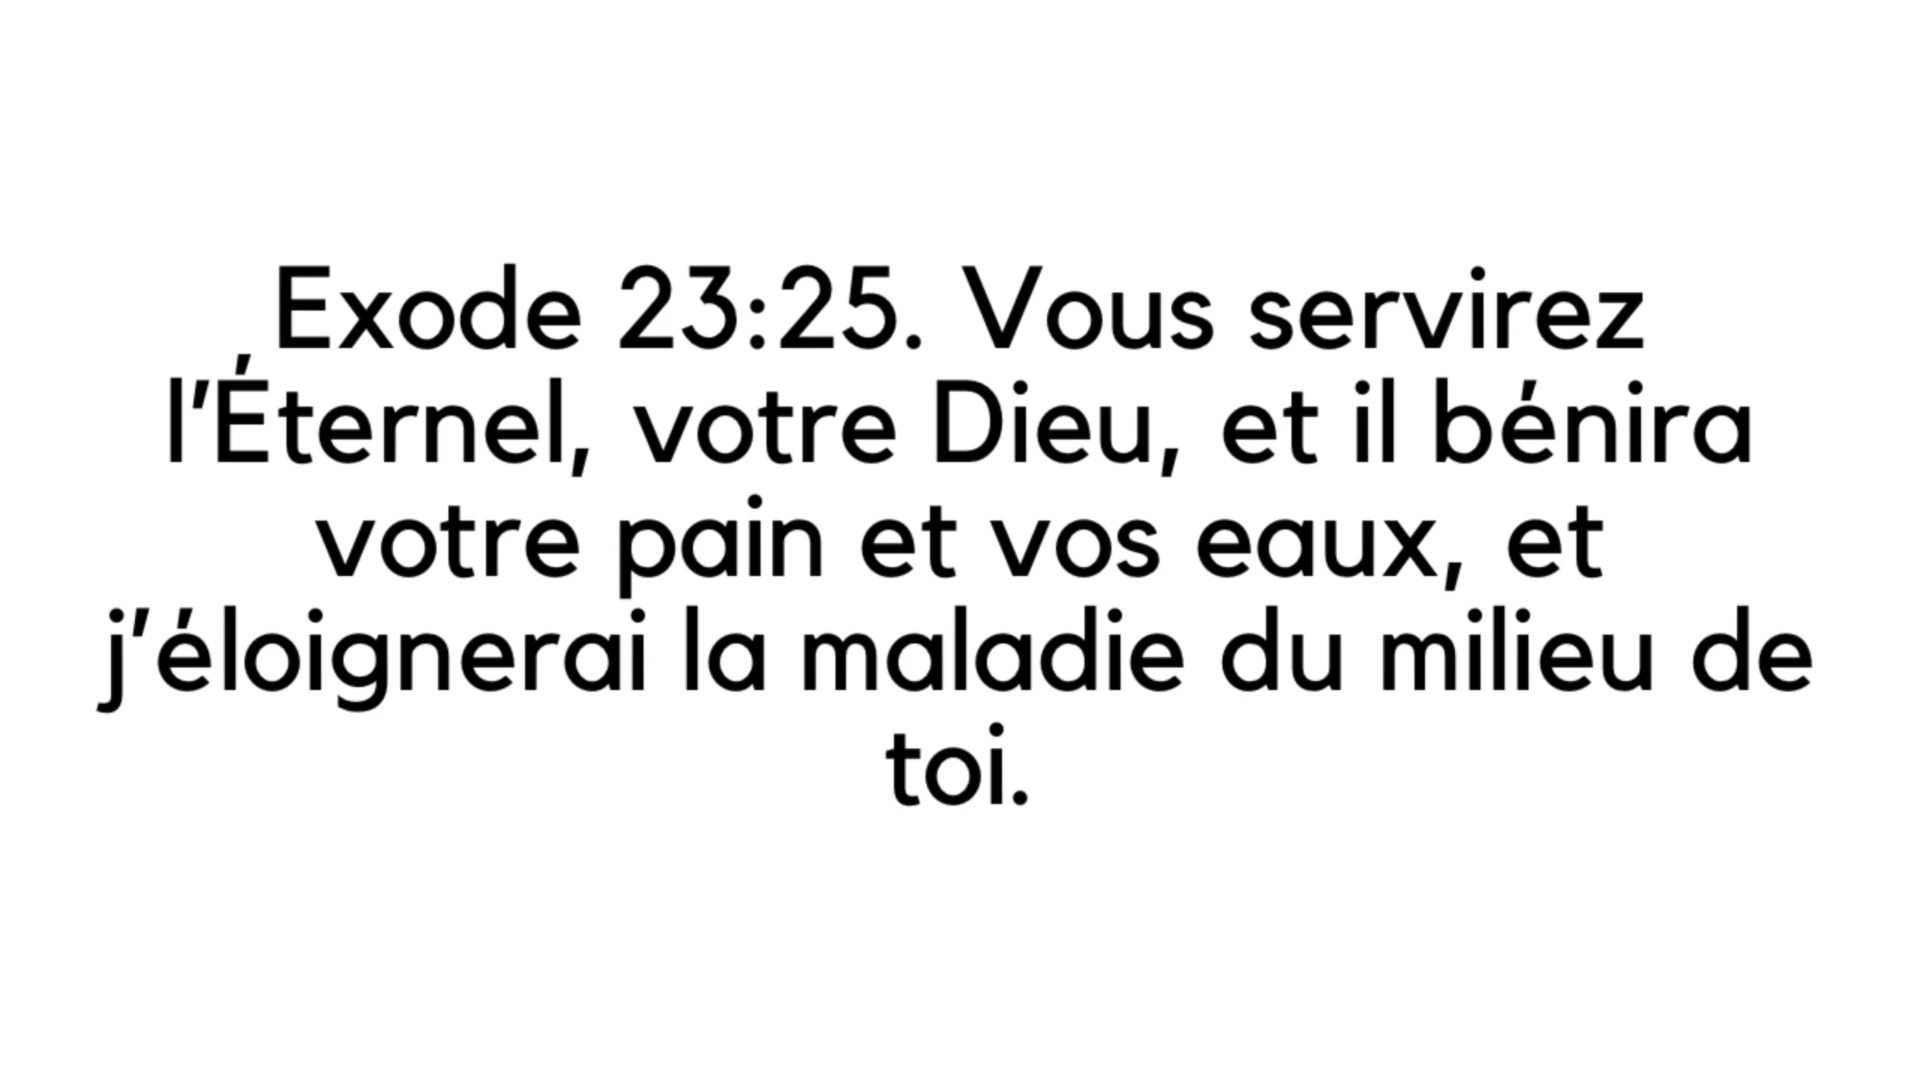 Exode 23:25. Vous servirez
l'Éternel, votre Dieu, et il bénira
votre pain et vos eaux, et
j'éloignerai la maladie du milieu de
toi.